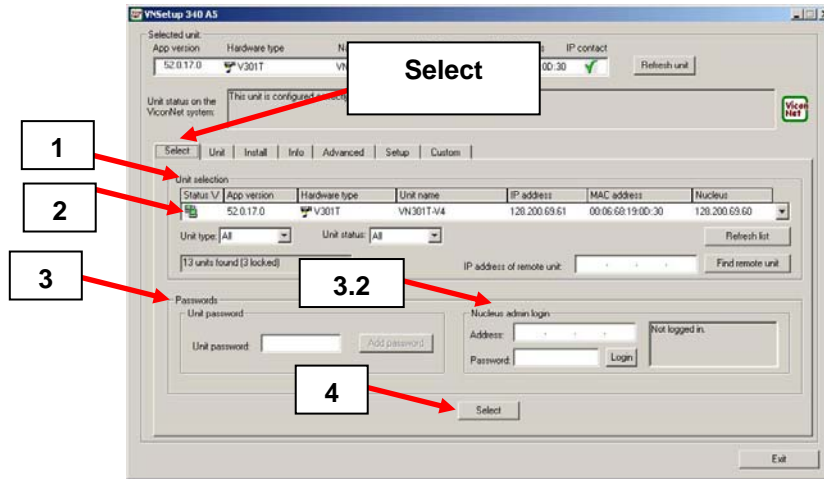 VNSetup 340 A5
Selected unit
App version Hardware type IP contact
52.0.17.0 V301T 0D:30 Refresh unit
Select
Unit status on the ViconNet system:
This unit is configured
Vicon Net
Select Unit Install Info Advanced Setup Custom
1
Unit selection
Status App version Hardware type Unit name IP address MAC address Nucleus
2
52.0.17.0 V301T VN301T-V4 128.200.69.61 00:06:68:19:0D:30 128.200.69.60
Unit type: All Unit status: All Refresh list
13 units found (3 locked) IP address of remote unit: Find remote unit
3
3.2
Passwords
Unit password Nucleus admin login
Address: Not logged in.
Unit password: Add password
Password: Login
4
Select
Exit